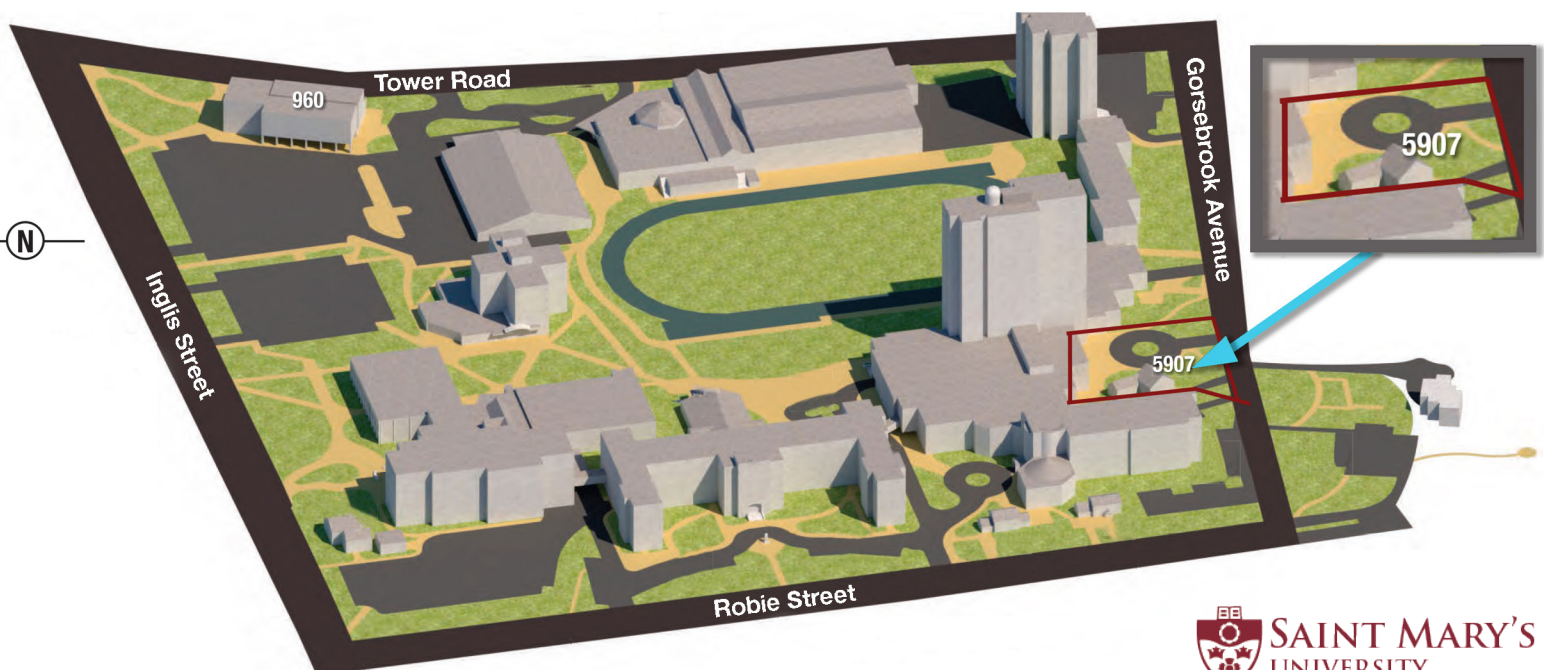 Tower Road
960
Gorsebrook Avenue
5907
N
Inglis Street
5907
Robie Street
SAINT MARY'S
UNIVERSITY